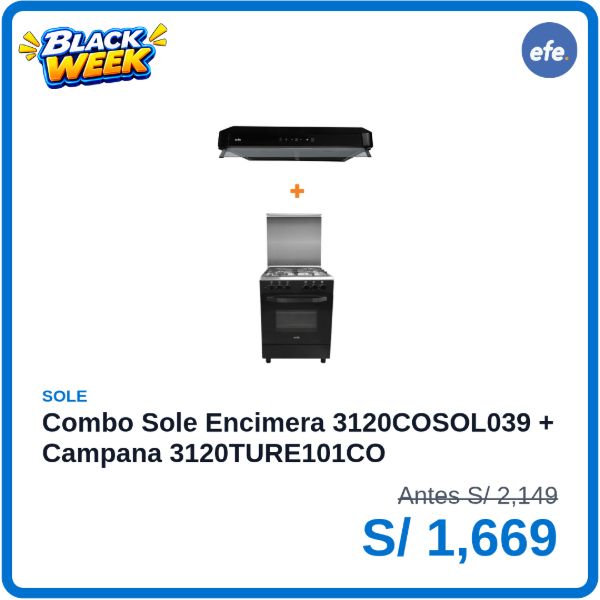 BLACK
WEEK
efe.
+
SOLE
Combo Sole Encimera 3120COSOL039 +
Campana 3120TURE101CO
Antes S/ 2,149
S/ 1,669